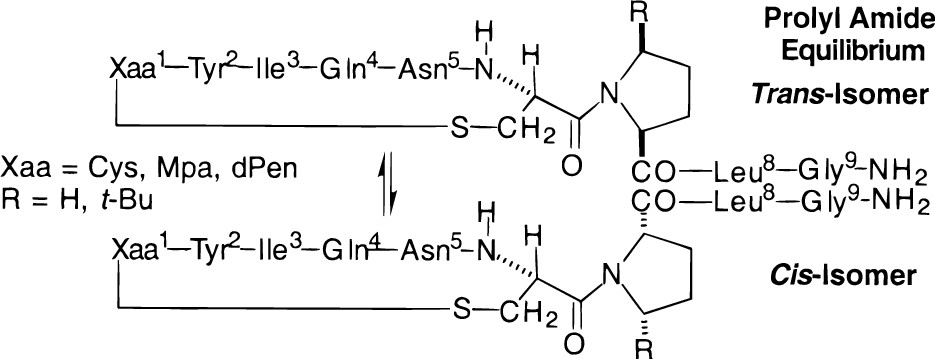 R
Prolyl Amide
Equilibrium
Trans-Isomer
H
H
Xaa¹—Tyr²—Ile³—Gln⁴—Asn⁵—N
N
S—CH₂
O
CO—Leu⁸—Gly⁹—NH₂
Xaa = Cys, Mpa, dPen
R = H, t-Bu
CO—Leu⁸—Gly⁹—NH₂
H
H
Xaa¹—Tyr²—Ile³—Gln⁴—Asn⁵—N
N
Cis-Isomer
S—CH₂
O
R